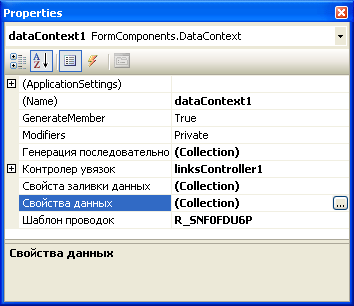 Properties
dataContext1 FormComponents.DataContext
(ApplicationSettings)
(Name) dataContext1
GenerateMember True
Modifiers Private
Генерация последовательно (Collection)
Контролер увязок linksController1
Свойста заливки данных (Collection)
Свойства данных (Collection) ...
Шаблон проводок R_SNF0FDU6P
Свойства данных